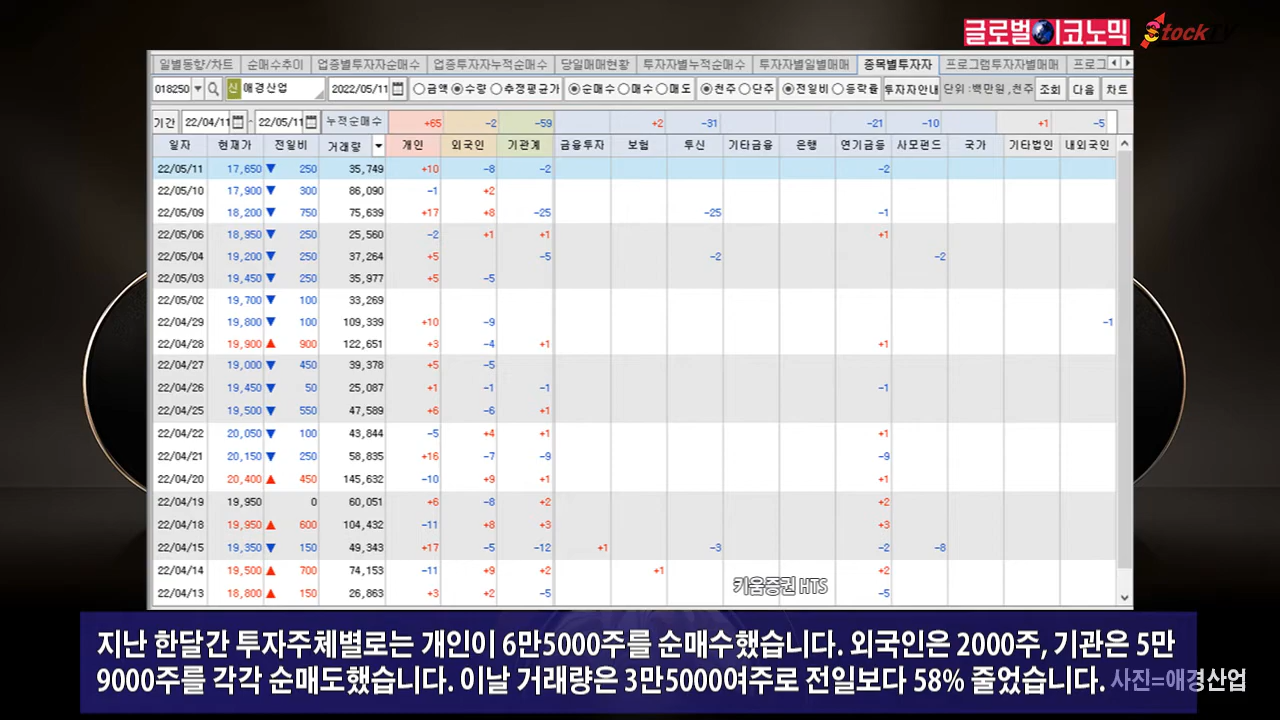 글로벌이코노믹 StockTV
일별동향/차트 순매수추이 업종별투자자순매수 업종투자자누적순매수 당일매매현황 투자자별누적순매수 투자자별일별매매 종목별투자자 프로그램투자자별매매 프로그
018250 신 애경산업 2022/05/11 금액 수량 추정평균가 순매수 매수 매도 천주 단주 전일비 등락률 투자자안내 단위:백만원,천주 조회 다음 차트
기간 22/04/11 - 22/05/11 누적순매수 +65 -2 -59 +2 -31 -21 -10 +1 -5
일자 현재가 전일비 거래량 개인 외국인 기관계 금융투자 보험 투신 기타금융 은행 연기금등 사모펀드 국가 기타법인 내외국인
22/05/11 17,650 ▼ 250 35,749 +10 -8 -2 -2
22/05/10 17,900 ▼ 300 86,090 -1 +2
22/05/09 18,200 ▼ 750 75,639 +17 +8 -25 -25 -1
22/05/06 18,950 ▼ 250 25,560 -2 +1 +1 +1
22/05/04 19,200 ▼ 250 37,264 +5 -5 -2 -2
22/05/03 19,450 ▼ 250 35,977 +5 -5
22/05/02 19,700 ▼ 100 33,269
22/04/29 19,800 ▼ 100 109,339 +10 -9 -1
22/04/28 19,900 ▲ 900 122,651 +3 -4 +1 +1
22/04/27 19,000 ▼ 450 39,378 +5 -5
22/04/26 19,450 ▼ 50 25,087 +1 -1 -1 -1
22/04/25 19,500 ▼ 550 47,589 +6 -6 +1
22/04/22 20,050 ▼ 100 43,844 -5 +4 +1 +1
22/04/21 20,150 ▼ 250 58,835 +16 -7 -9 -9
22/04/20 20,400 ▲ 450 145,632 -10 +9 +1 +1
22/04/19 19,950 0 60,051 +6 -8 +2 +2
22/04/18 19,950 ▲ 600 104,432 -11 +8 +3 +3
22/04/15 19,350 ▼ 150 49,343 +17 -5 -12 +1 -3 -2 -8
22/04/14 19,500 ▲ 700 74,153 -11 +9 +2 +1 +2
22/04/13 18,800 ▲ 150 26,863 +3 +2 -5 -5
키움증권 HTS
지난 한달간 투자주체별로는 개인이 6만5000주를 순매수했습니다. 외국인은 2000주, 기관은 5만
9000주를 각각 순매도했습니다. 이날 거래량은 3만5000여주로 전일보다 58% 줄었습니다. 사진=애경산업